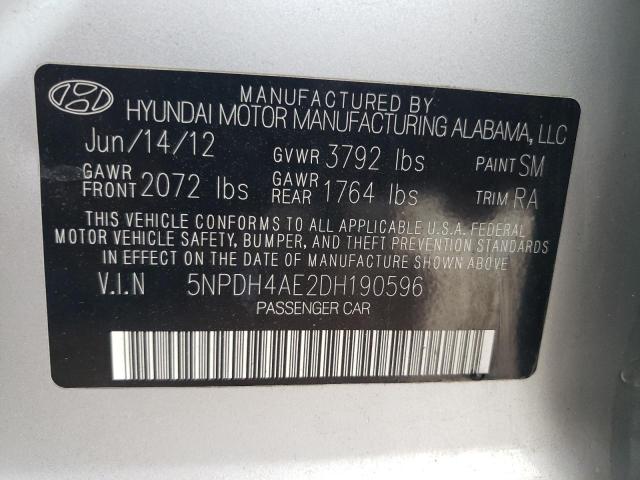 MANUFACTURED BY
HYUNDAI MOTOR MANUFACTURING ALABAMA, LLC
Jun/14/12 GVWR 3792 lbs PAINT SM
GAWR FRONT 2072 lbs GAWR REAR 1764 lbs TRIM RA
THIS VEHICLE CONFORMS TO ALL APPLICABLE U.S.A. FEDERAL
MOTOR VEHICLE SAFETY, BUMPER, AND THEFT PREVENTION STANDARDS
IN EFFECT ON THE DATE OF MANUFACTURE SHOWN ABOVE.
V.I.N 5NPDH4AE2DH190596
PASSENGER CAR